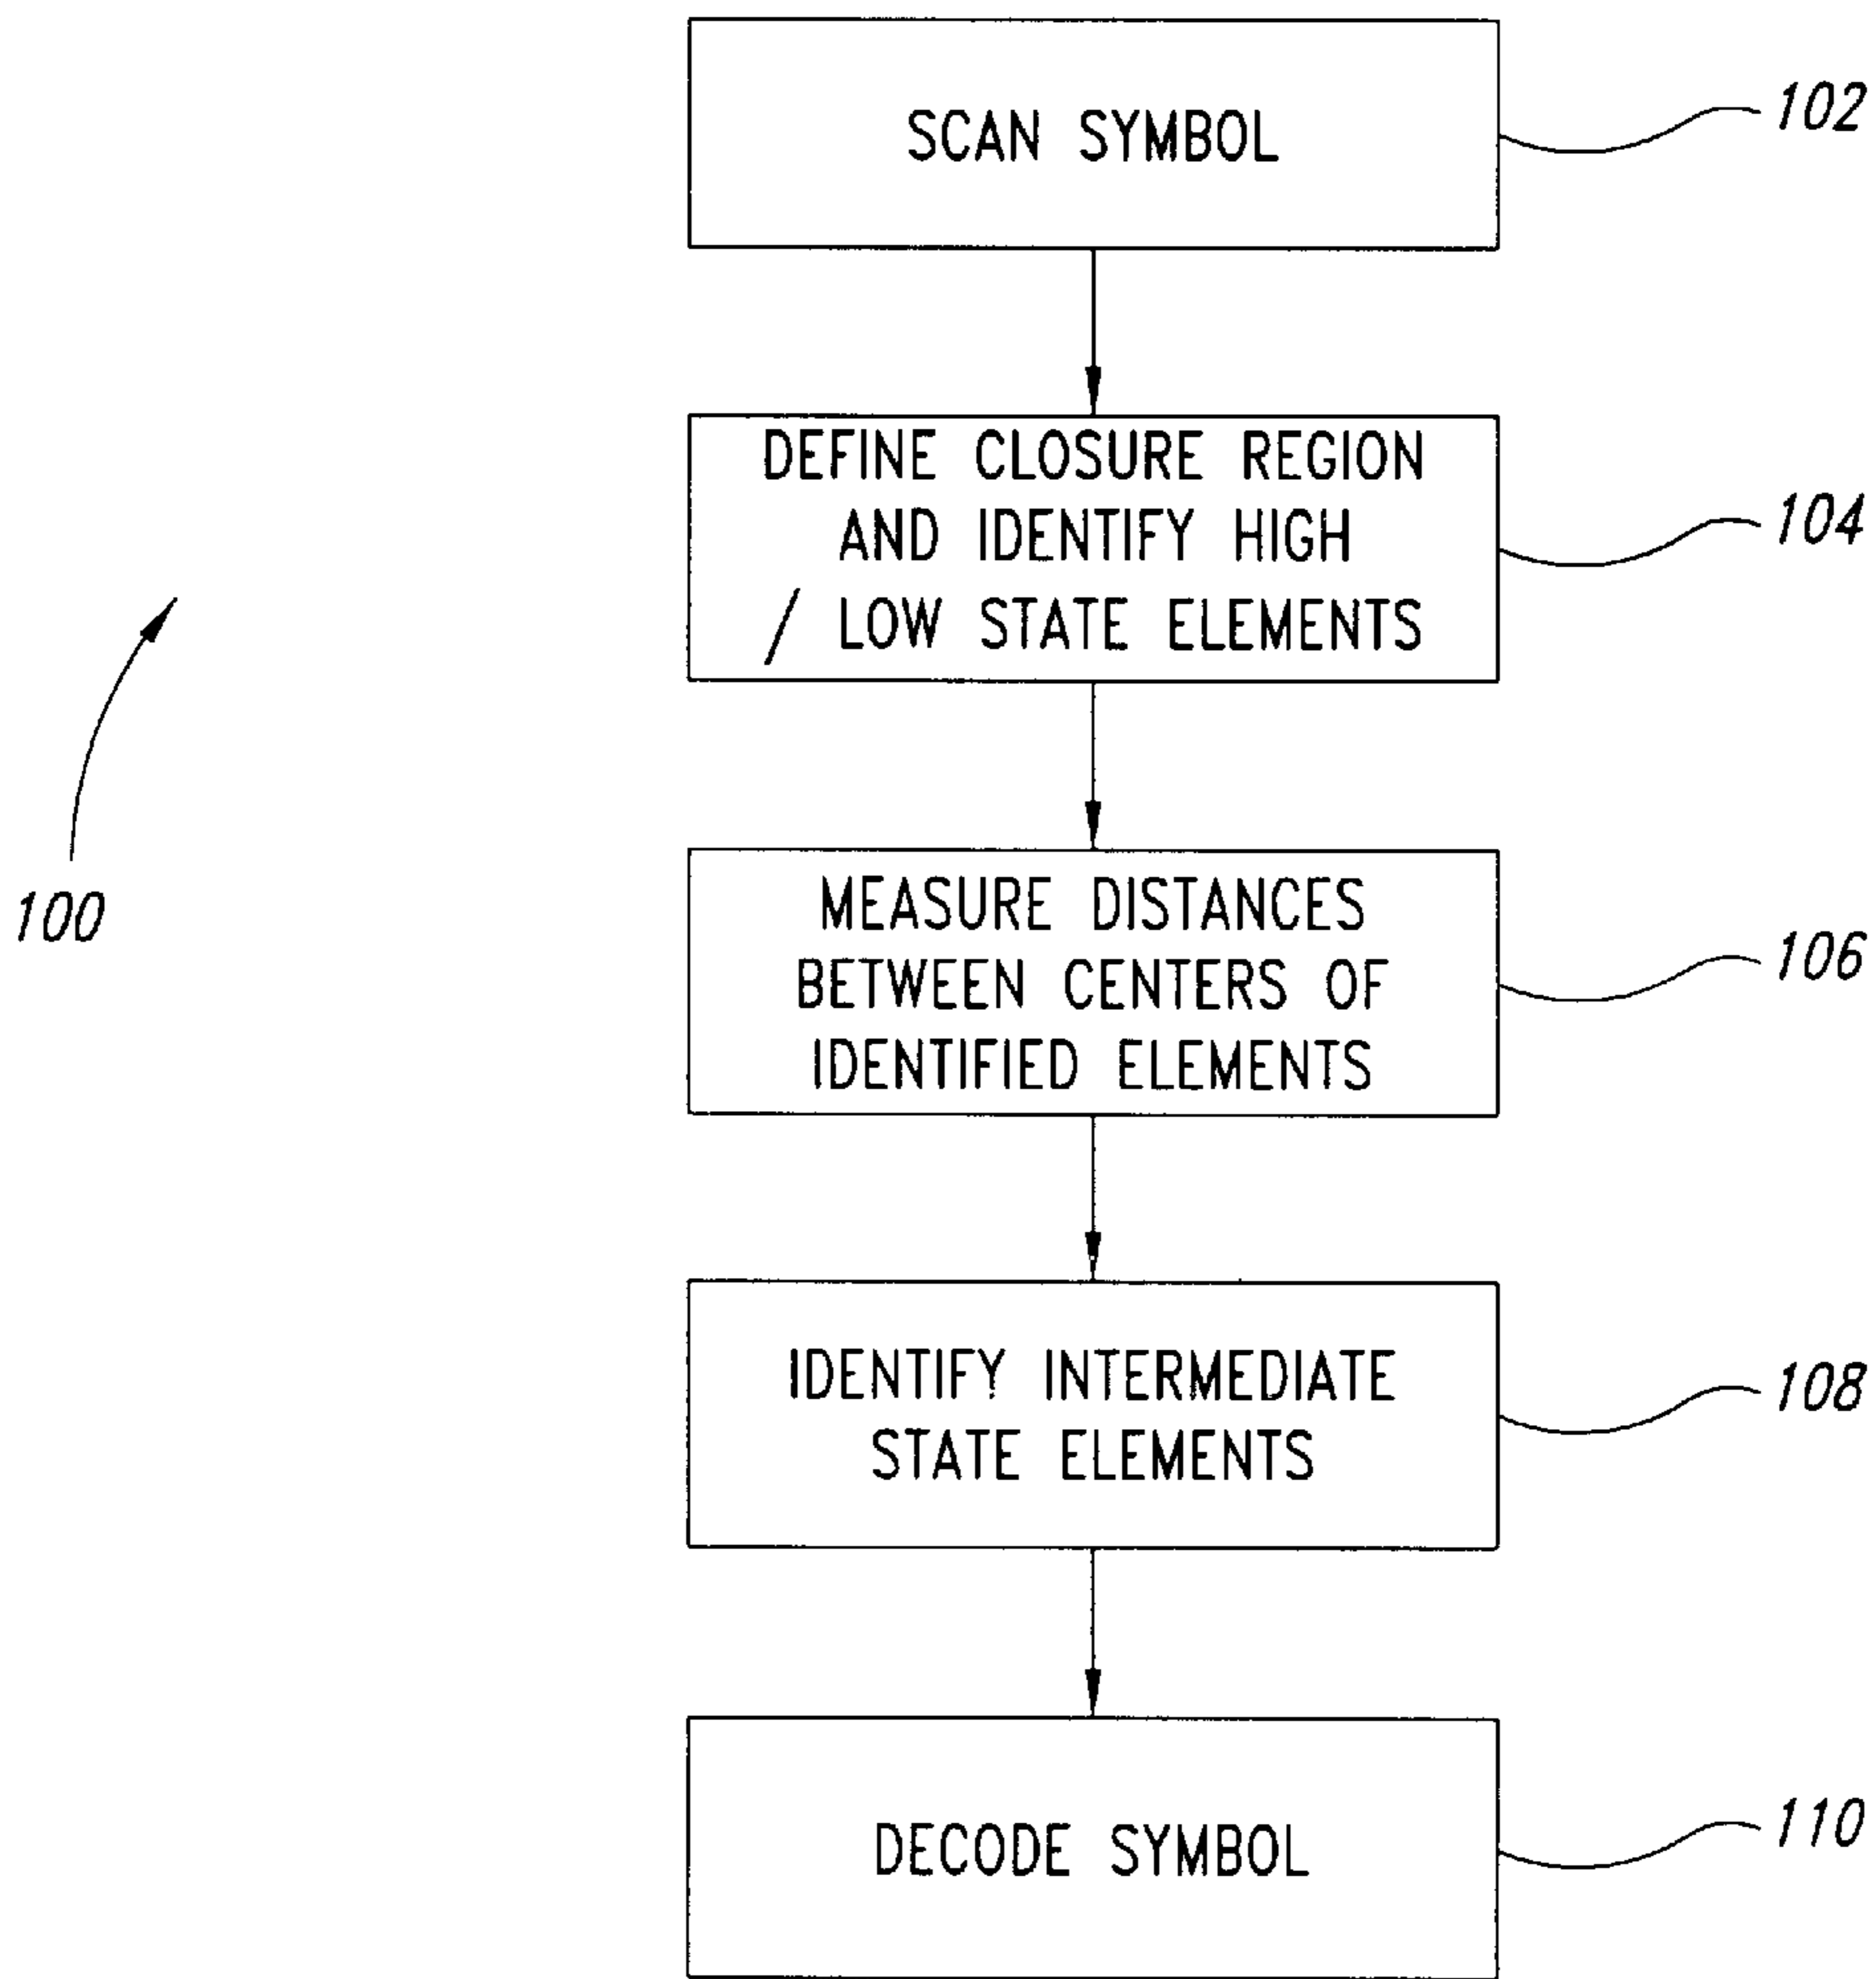 SCAN SYMBOL
102
DEFINE CLOSURE REGION
AND IDENTIFY HIGH
/ LOW STATE ELEMENTS
104
100
MEASURE DISTANCES
BETWEEN CENTERS OF
IDENTIFIED ELEMENTS
106
IDENTIFY INTERMEDIATE
STATE ELEMENTS
108
DECODE SYMBOL
110